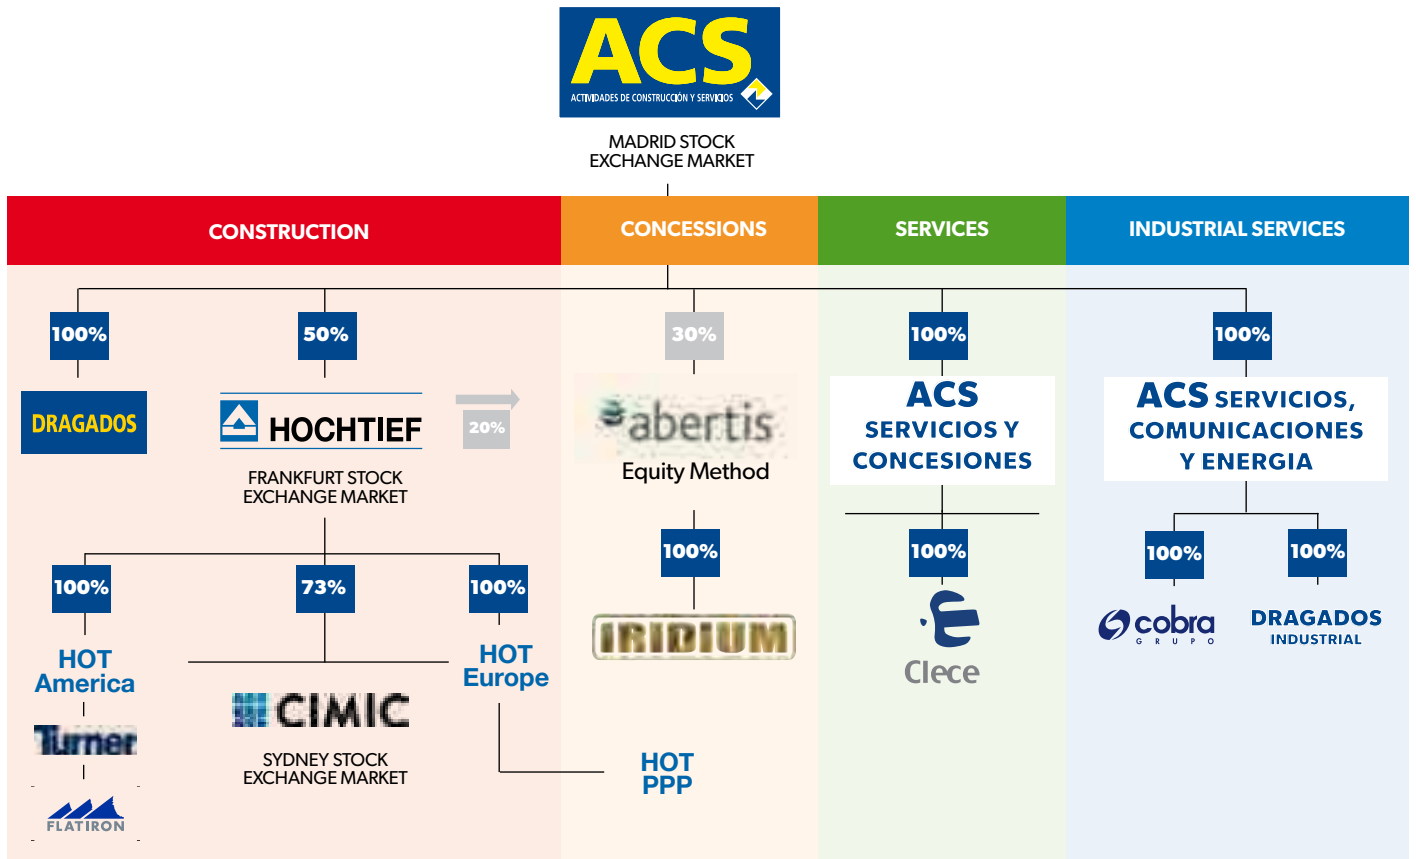 ACS
ACTIVIDADES DE CONSTRUCCIÓN Y SERVICIOS
MADRID STOCK
EXCHANGE MARKET
CONSTRUCTION
CONCESSIONS
SERVICES
INDUSTRIAL SERVICES
100%
50%
30%
100%
100%
DRAGADOS
HOCHTIEF
20%
FRANKFURT STOCK
EXCHANGE MARKET
abertis
Equity Method
ACS
SERVICIOS Y
CONCESIONES
ACS SERVICIOS,
COMUNICACIONES
Y ENERGIA
100%
73%
100%
100%
100%
100%
100%
HOT
America
HOT
Europe
IRIDIUM
Clece
cobra
GRUPO
DRAGADOS
INDUSTRIAL
Turner
CIMIC
SYDNEY STOCK
EXCHANGE MARKET
HOT
PPP
FLATIRON